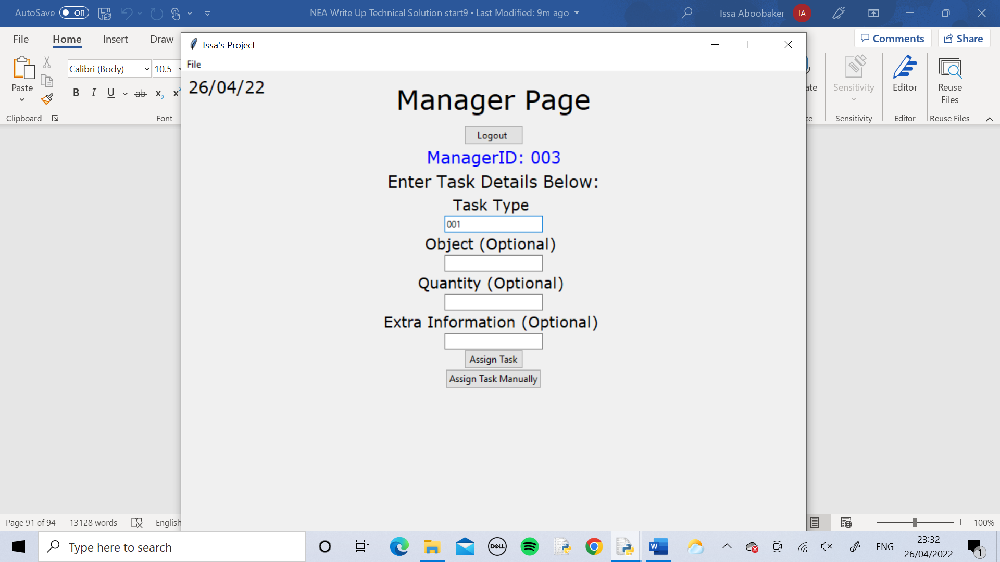 AutoSave Off NEA Write Up Technical Solution start9 • Last Modified: 9m ago Issa Aboobaker IA
File Home Insert Draw Comments Share
Issa's Project
File
Calibri (Body) 10.5
Paste
B I U ab x₂ x²
Clipboard Font
Sensitivity Editor Reuse Files
Sensitivity Editor Reuse Files
26/04/22
Manager Page
Logout
ManagerID: 003
Enter Task Details Below:
Task Type
001
Object (Optional)
Quantity (Optional)
Extra Information (Optional)
Assign Task
Assign Task Manually
Page 91 of 94 13128 words English 100%
Type here to search DELL W ENG 23:32
26/04/2022 1